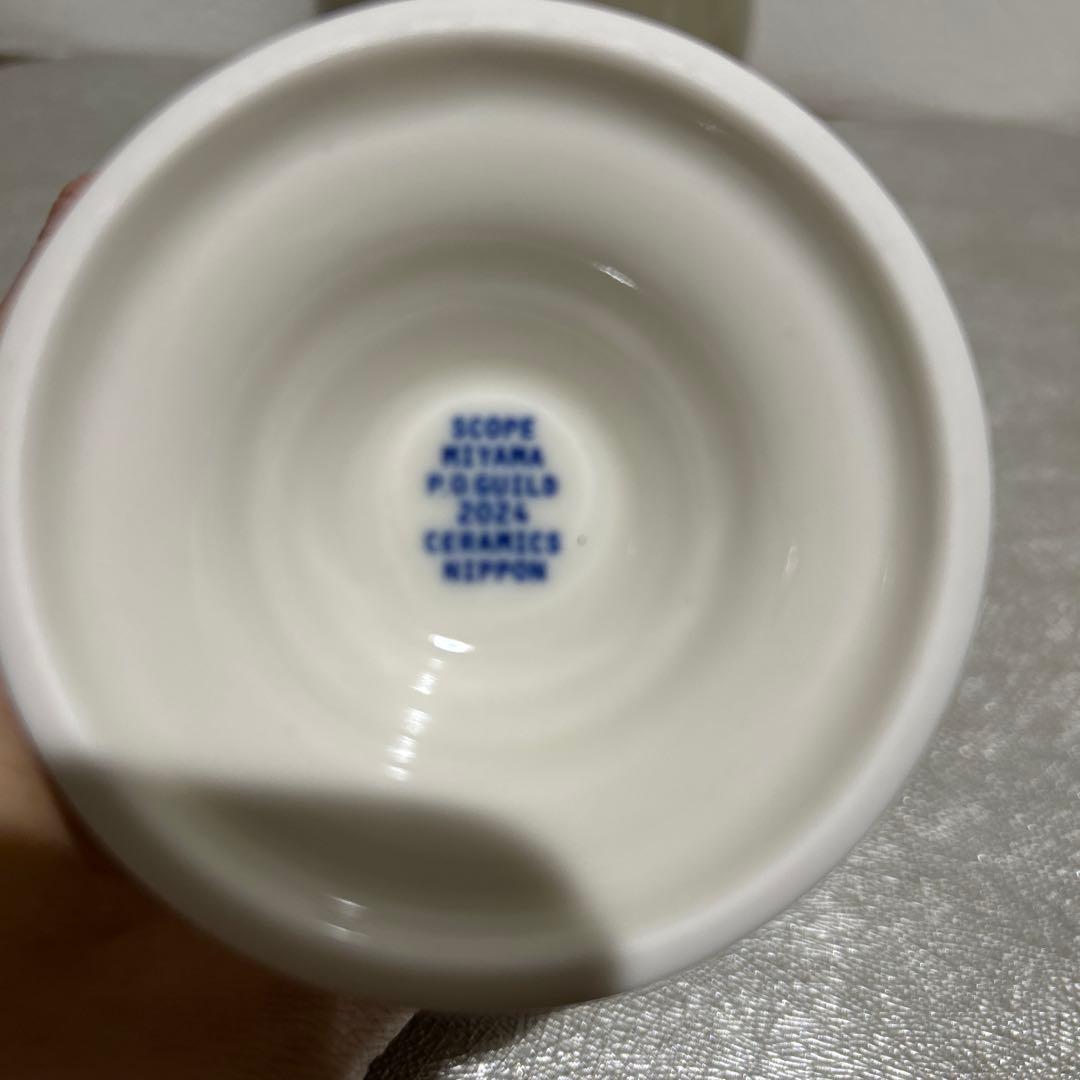 SCOPE
MIYAMA
P.O.GUILD
2024
CERAMICS
NIPPON